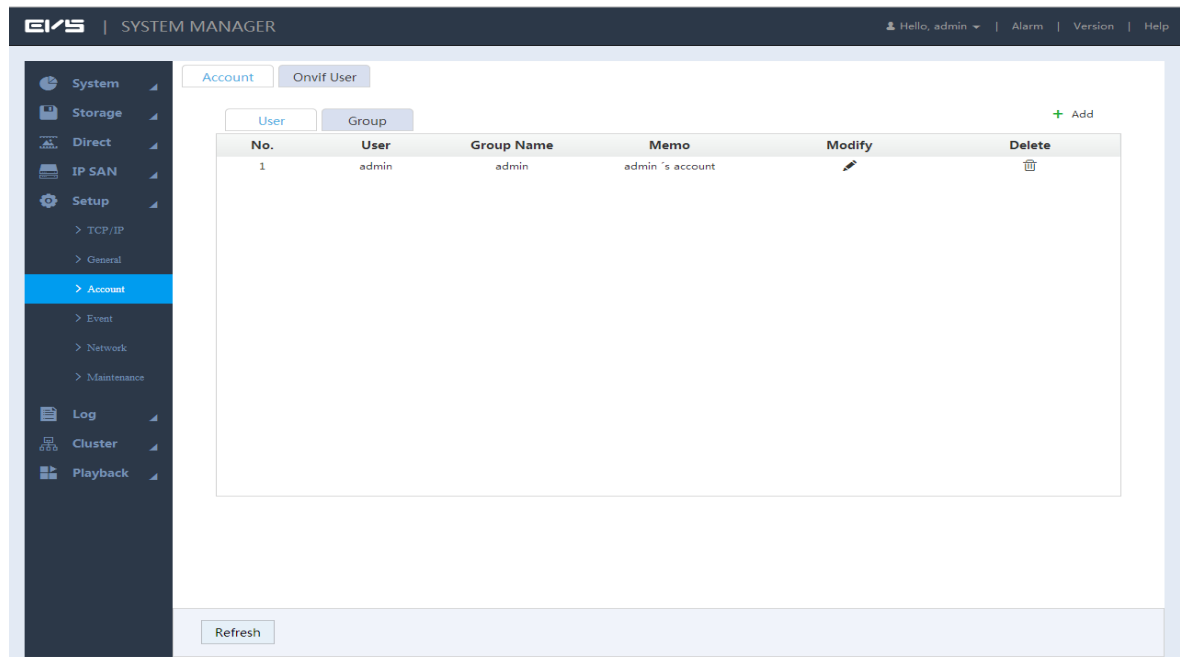 EVS | SYSTEM MANAGER
Hello, admin | Alarm | Version | Help
System
Storage
Direct
IP SAN
Setup
> TCP/IP
> General
> Account
> Event
> Network
> Maintenance
Log
Cluster
Playback
Account Onvif User
User Group
+ Add
No. User Group Name Memo Modify Delete
1 admin admin admin 's account
Refresh